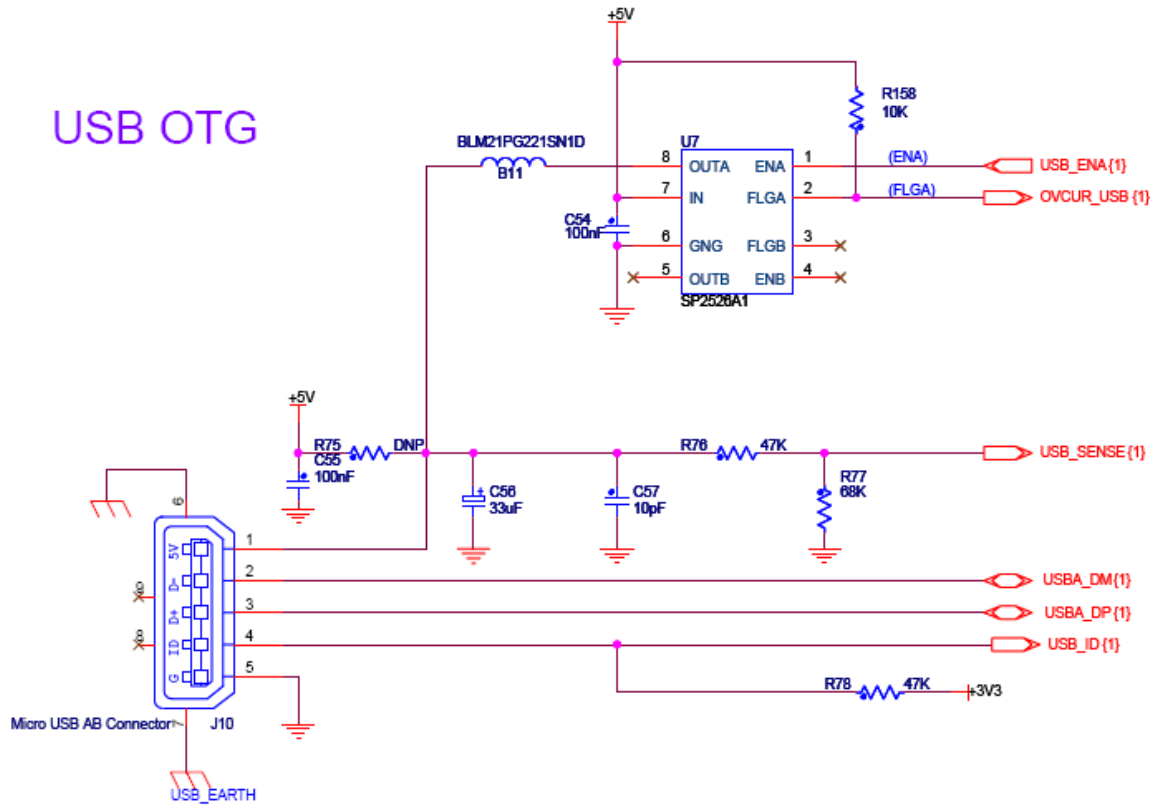 +5V
USB OTG
R158
10K
BLM21PG221SN1D
B11
U7
8 OUTA ENA 1 (ENA) USB_ENA{1}
7 IN FLGA 2 (FLGA) OVCUR_USB {1}
C54
100nF
6 GNG FLGB 3
5 OUTB ENB 4
SP2526A1
+5V
R75 DNP
C55
100nF
R76 47K
USB_SENSE{1}
R77
68K
C56
33uF
C57
10pF
6
5V 1
D- 2 USBA_DM{1}
9
D+ 3 USBA_DP{1}
8
ID 4 USB_ID{1}
G 5
R78 47K +3V3
Micro USB AB Connector 7 J10
USB_EARTH